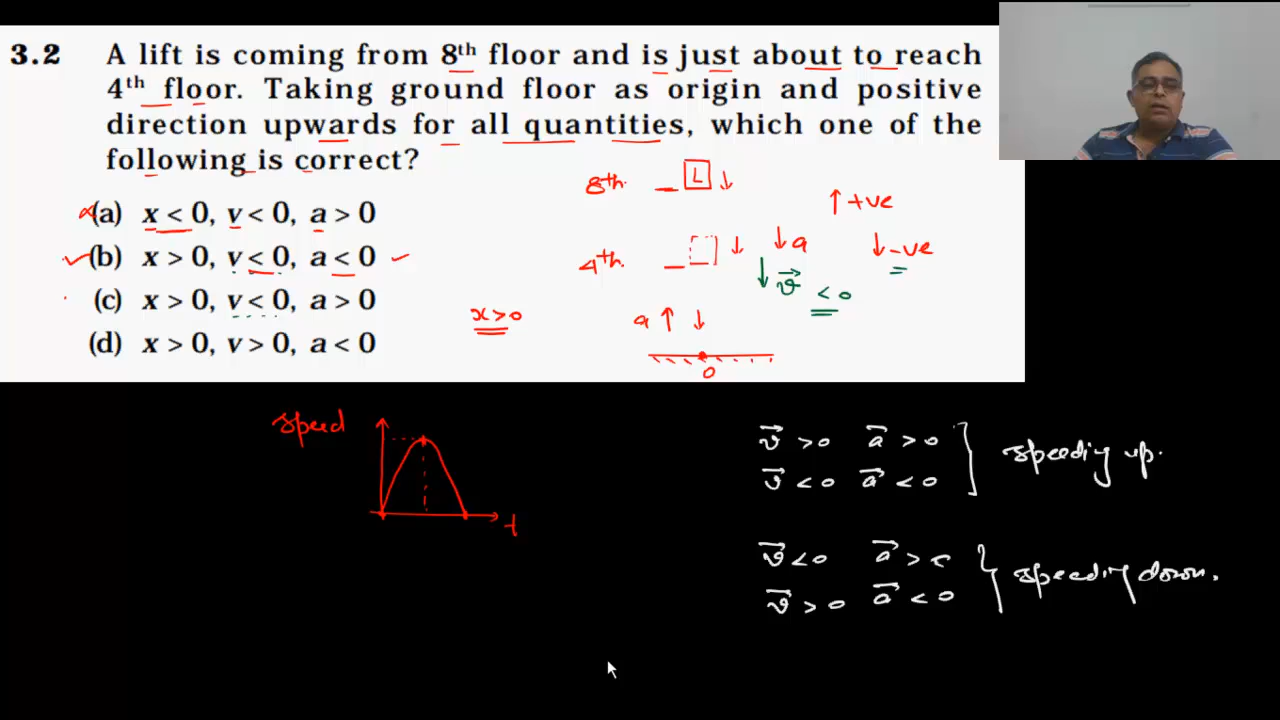 3.2 A lift is coming from 8th floor and is just about to reach
4th floor. Taking ground floor as origin and positive
direction upwards for all quantities, which one of the
following is correct?
(a) x < 0, v < 0, a > 0
(b) x > 0, v < 0, a < 0
(c) x > 0, v < 0, a > 0
(d) x > 0, v > 0, a < 0
8th. L ↓
↑ +ve
4th. ↓ ↓ a ↓ -ve
v⃗ < 0
x > 0
a ↑ ↓
O
speed
t
v⃗ > 0 a⃗ > 0
v⃗ < 0 a⃗ < 0
speeding up.
v⃗ < 0 a⃗ > 0
v⃗ > 0 a⃗ < 0
speeding down.